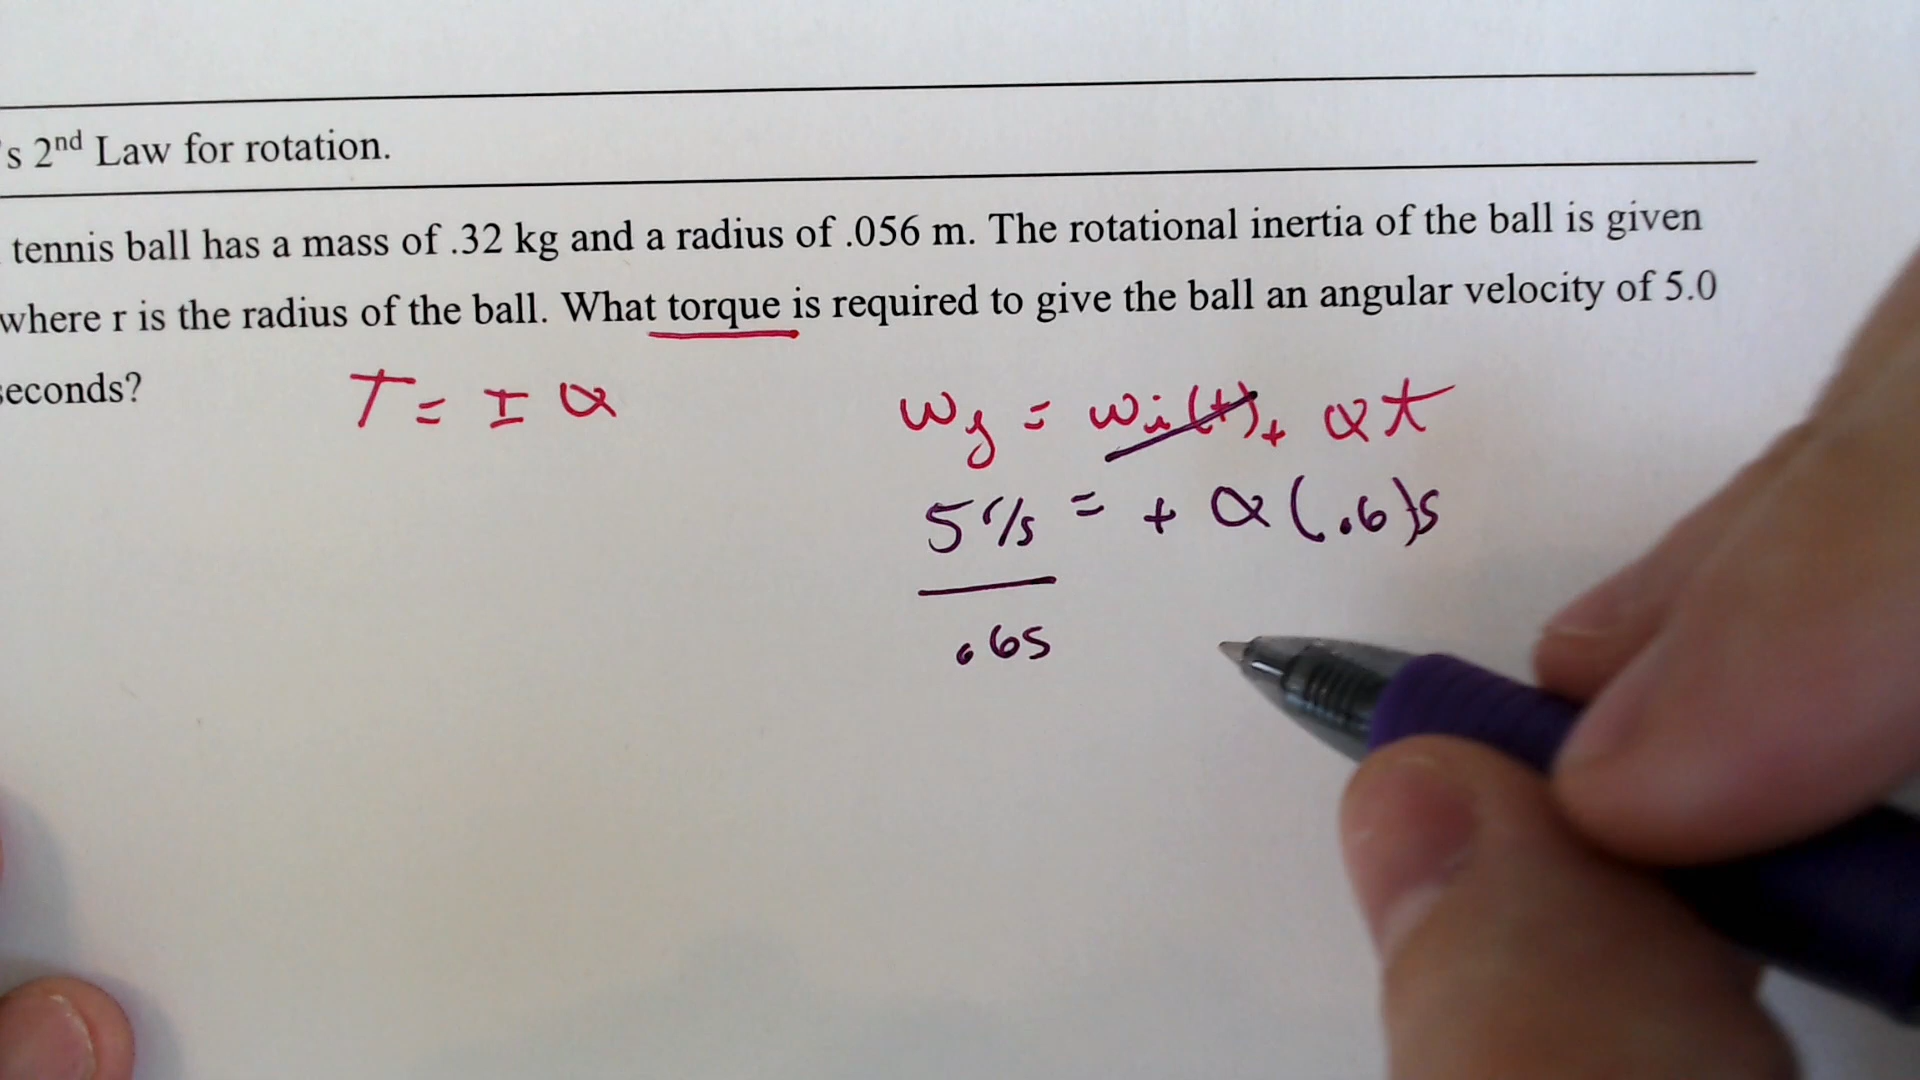 's 2nd Law for rotation.
tennis ball has a mass of .32 kg and a radius of .056 m. The rotational inertia of the ball is given
where r is the radius of the ball. What torque is required to give the ball an angular velocity of 5.0
seconds?
T = I α
ωf = ωi(t) + αt
5 r/s = + α (.6)s
.6s